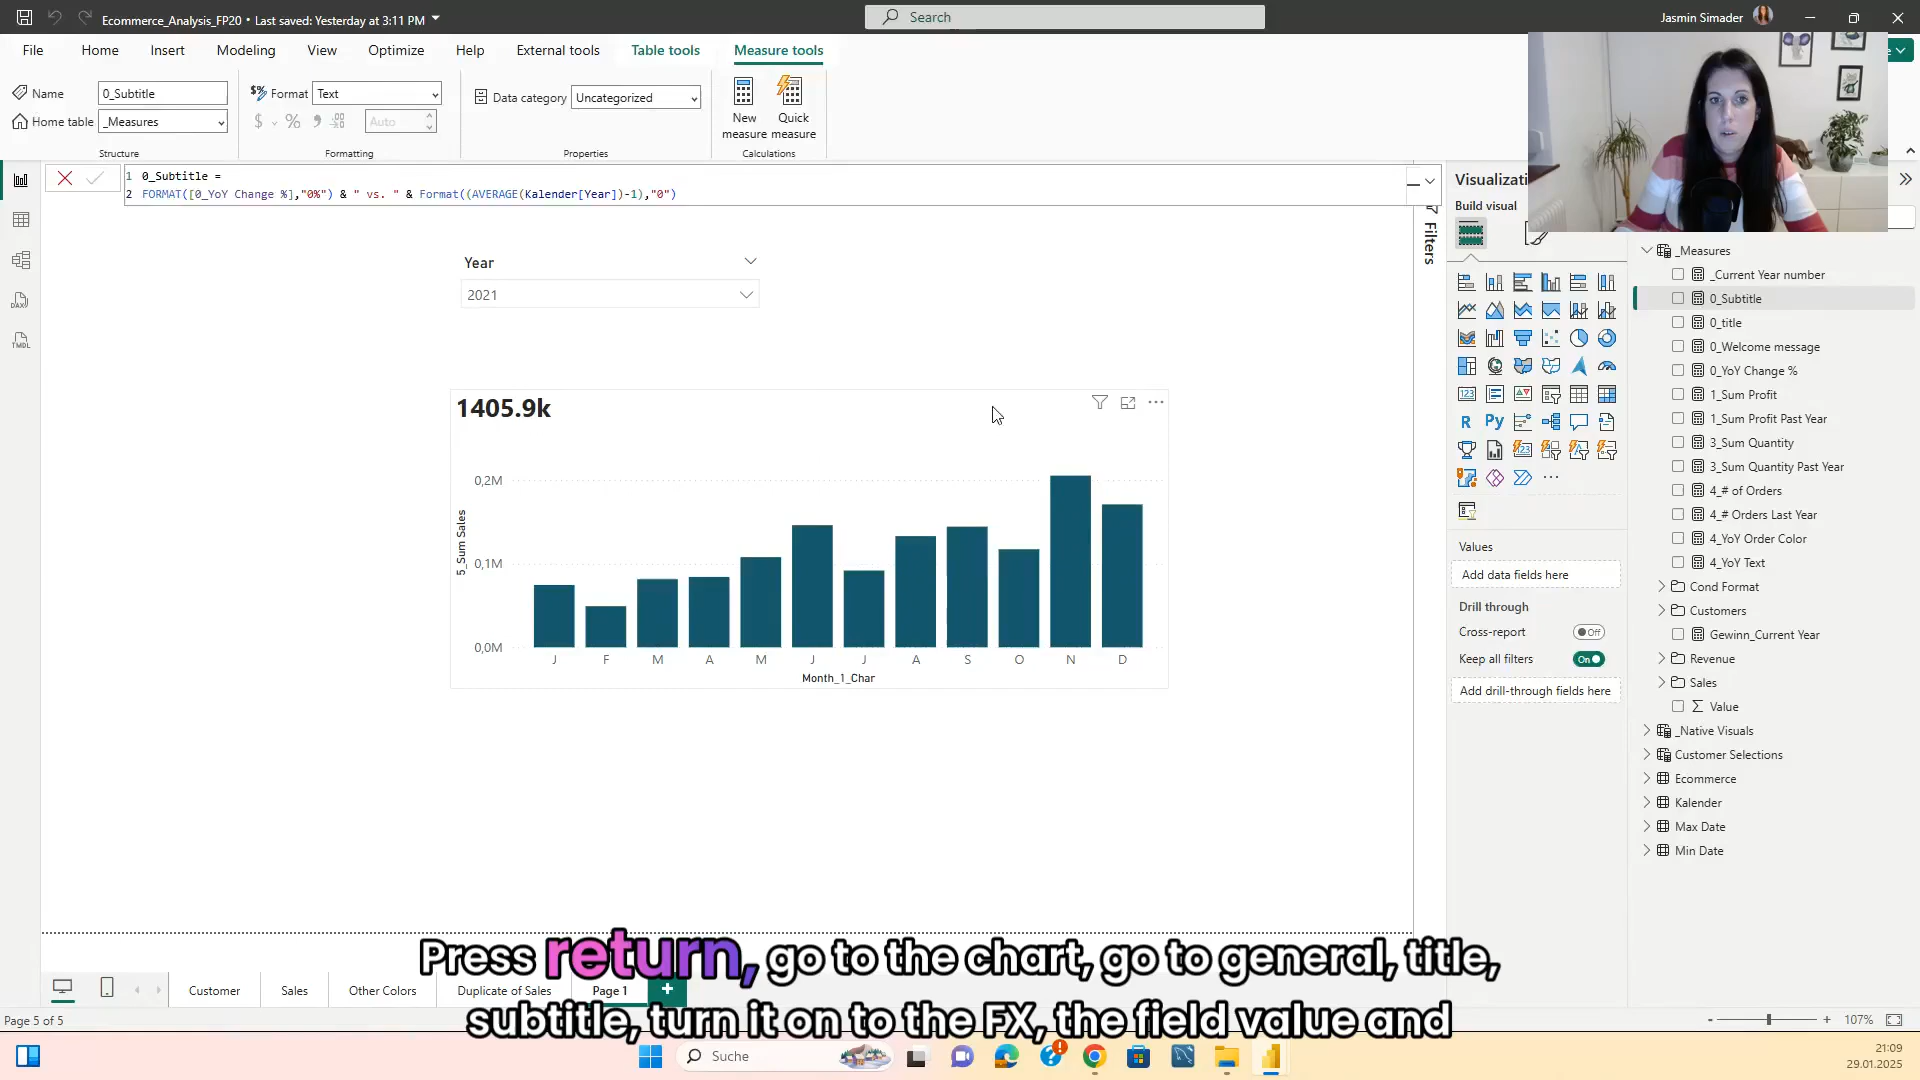 Ecommerce_Analysis_FP20 • Last saved: Yesterday at 3:11 PM
Search
Jasmin Simader
File
Home
Insert
Modeling
View
Optimize
Help
External tools
Table tools
Measure tools
Name
0_Subtitle
Home table
_Measures
Structure
Format
Text
$
%
Auto
Formatting
Data category
Uncategorized
Properties
New
measure
Quick
measure
Calculations
1 0_Subtitle =
2 FORMAT([0_YoY Change %],"0%") & " vs. " & Format((AVERAGE(Kalender[Year])-1),"0")
DAX
TMDL
Year
2021
1405.9k
5_Sum Sales
0,2M
0,1M
0,0M
J F M A M J J A S O N D
Month_1_Char
Filters
Build visual
R
Py
123
Values
Add data fields here
Drill through
Cross-report
Off
Keep all filters
On
Add drill-through fields here
_Measures
_Current Year number
0_Subtitle
0_title
0_Welcome message
0_YoY Change %
1_Sum Profit
1_Sum Profit Past Year
3_Sum Quantity
3_Sum Quantity Past Year
4_# of Orders
4_# Orders Last Year
4_YoY Order Color
4_YoY Text
Cond Format
Customers
Gewinn_Current Year
Revenue
Sales
Value
_Native Visuals
Customer Selections
Ecommerce
Kalender
Max Date
Min Date
Press return, go to the chart, go to general, title,
subtitle, turn it on to the FX, the field value and
Customer
Sales
Other Colors
Duplicate of Sales
Page 1
Page 5 of 5
107%
Suche
21:09
29.01.2025